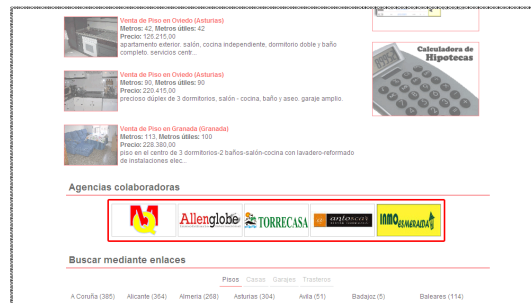 Venta de Piso en Oviedo (Asturias)
Metros: 42, Metros útiles: 42
Precio: 126.215,00
apartamento exterior. salón, cocina independiente, dormitorio doble y baño
completo, servicios centr...
Calculadora de
Hipotecas
Venta de Piso en Oviedo (Asturias)
Metros: 90, Metros útiles: 90
Precio: 220.415,00
precioso dúplex de 3 dormitorios, salón - cocina, baño y aseo. garaje amplio.
Venta de Piso en Granada (Granada)
Metros: 113, Metros útiles: 100
Precio: 228.380,00
piso en el centro de 3 dormitorios-2 baños-salón-cocina con lavadero-reformado
de instalaciones elec...
Agencias colaboradoras
Allenglobe TORRECASA anfoscar INMOESMERALDA
Buscar mediante enlaces
Pisos Casas Garajes Trasteros
A Coruña (385) Alicante (364) Almeria (268) Asturias (304) Avila (51) Badajoz (5) Baleares (114)